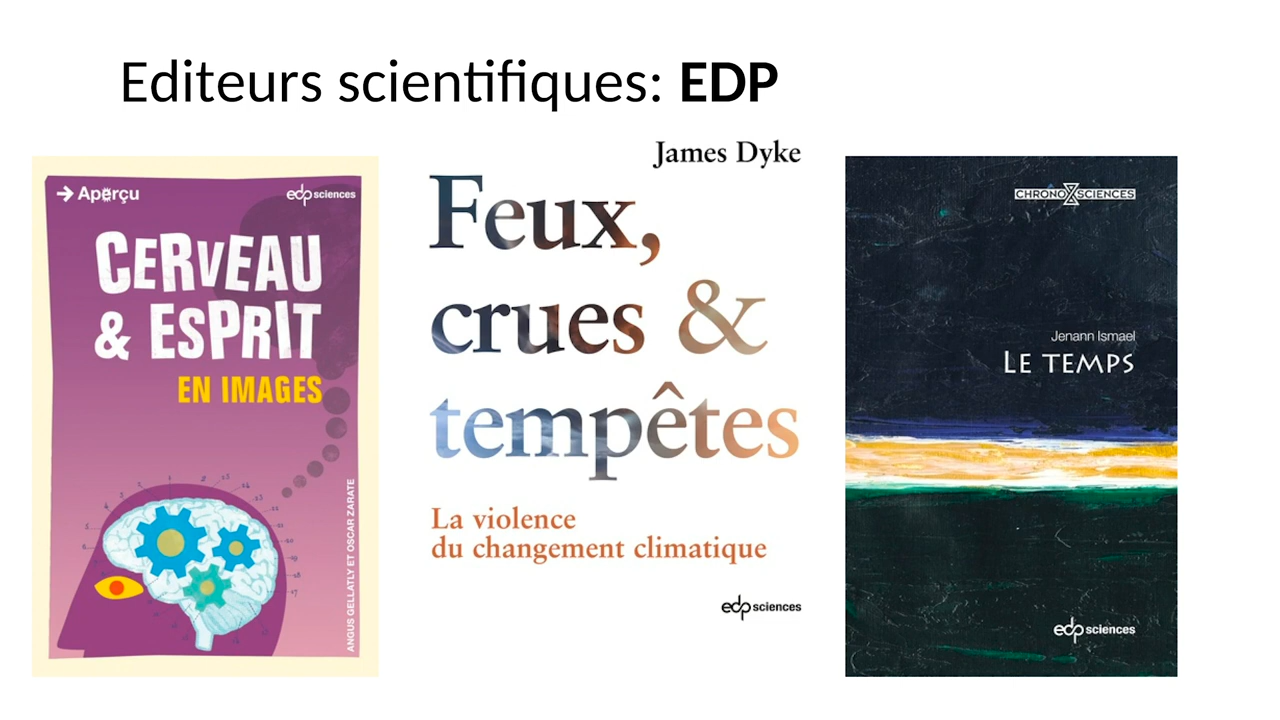 Editeurs scientifiques: EDP
→ Aperçu
edp sciences
CERVEAU
& ESPRIT
EN IMAGES
ANGUS GELLATLY ET OSCAR ZARATE
James Dyke
Feux,
crues &
tempêtes
La violence
du changement climatique
edp sciences
CHRONO SCIENCES
Jenann Ismael
LE TEMPS
edp sciences